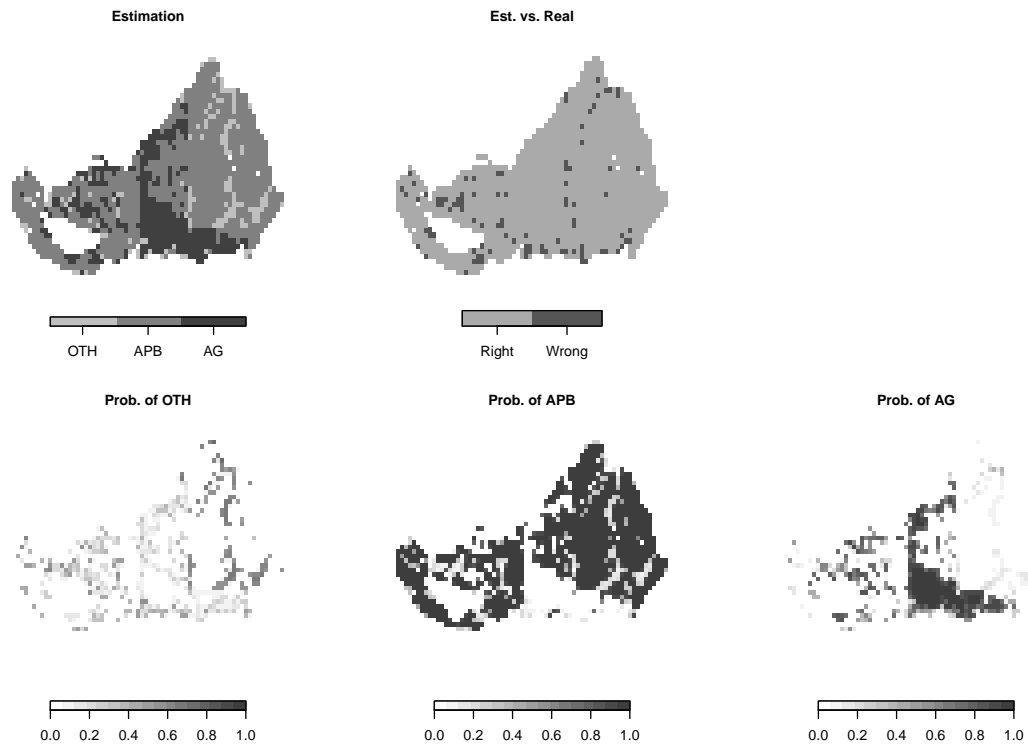 Estimation
Est. vs. Real
OTH APB AG
Right Wrong
Prob. of OTH
Prob. of APB
Prob. of AG
0.0 0.2 0.4 0.6 0.8 1.0
0.0 0.2 0.4 0.6 0.8 1.0
0.0 0.2 0.4 0.6 0.8 1.0